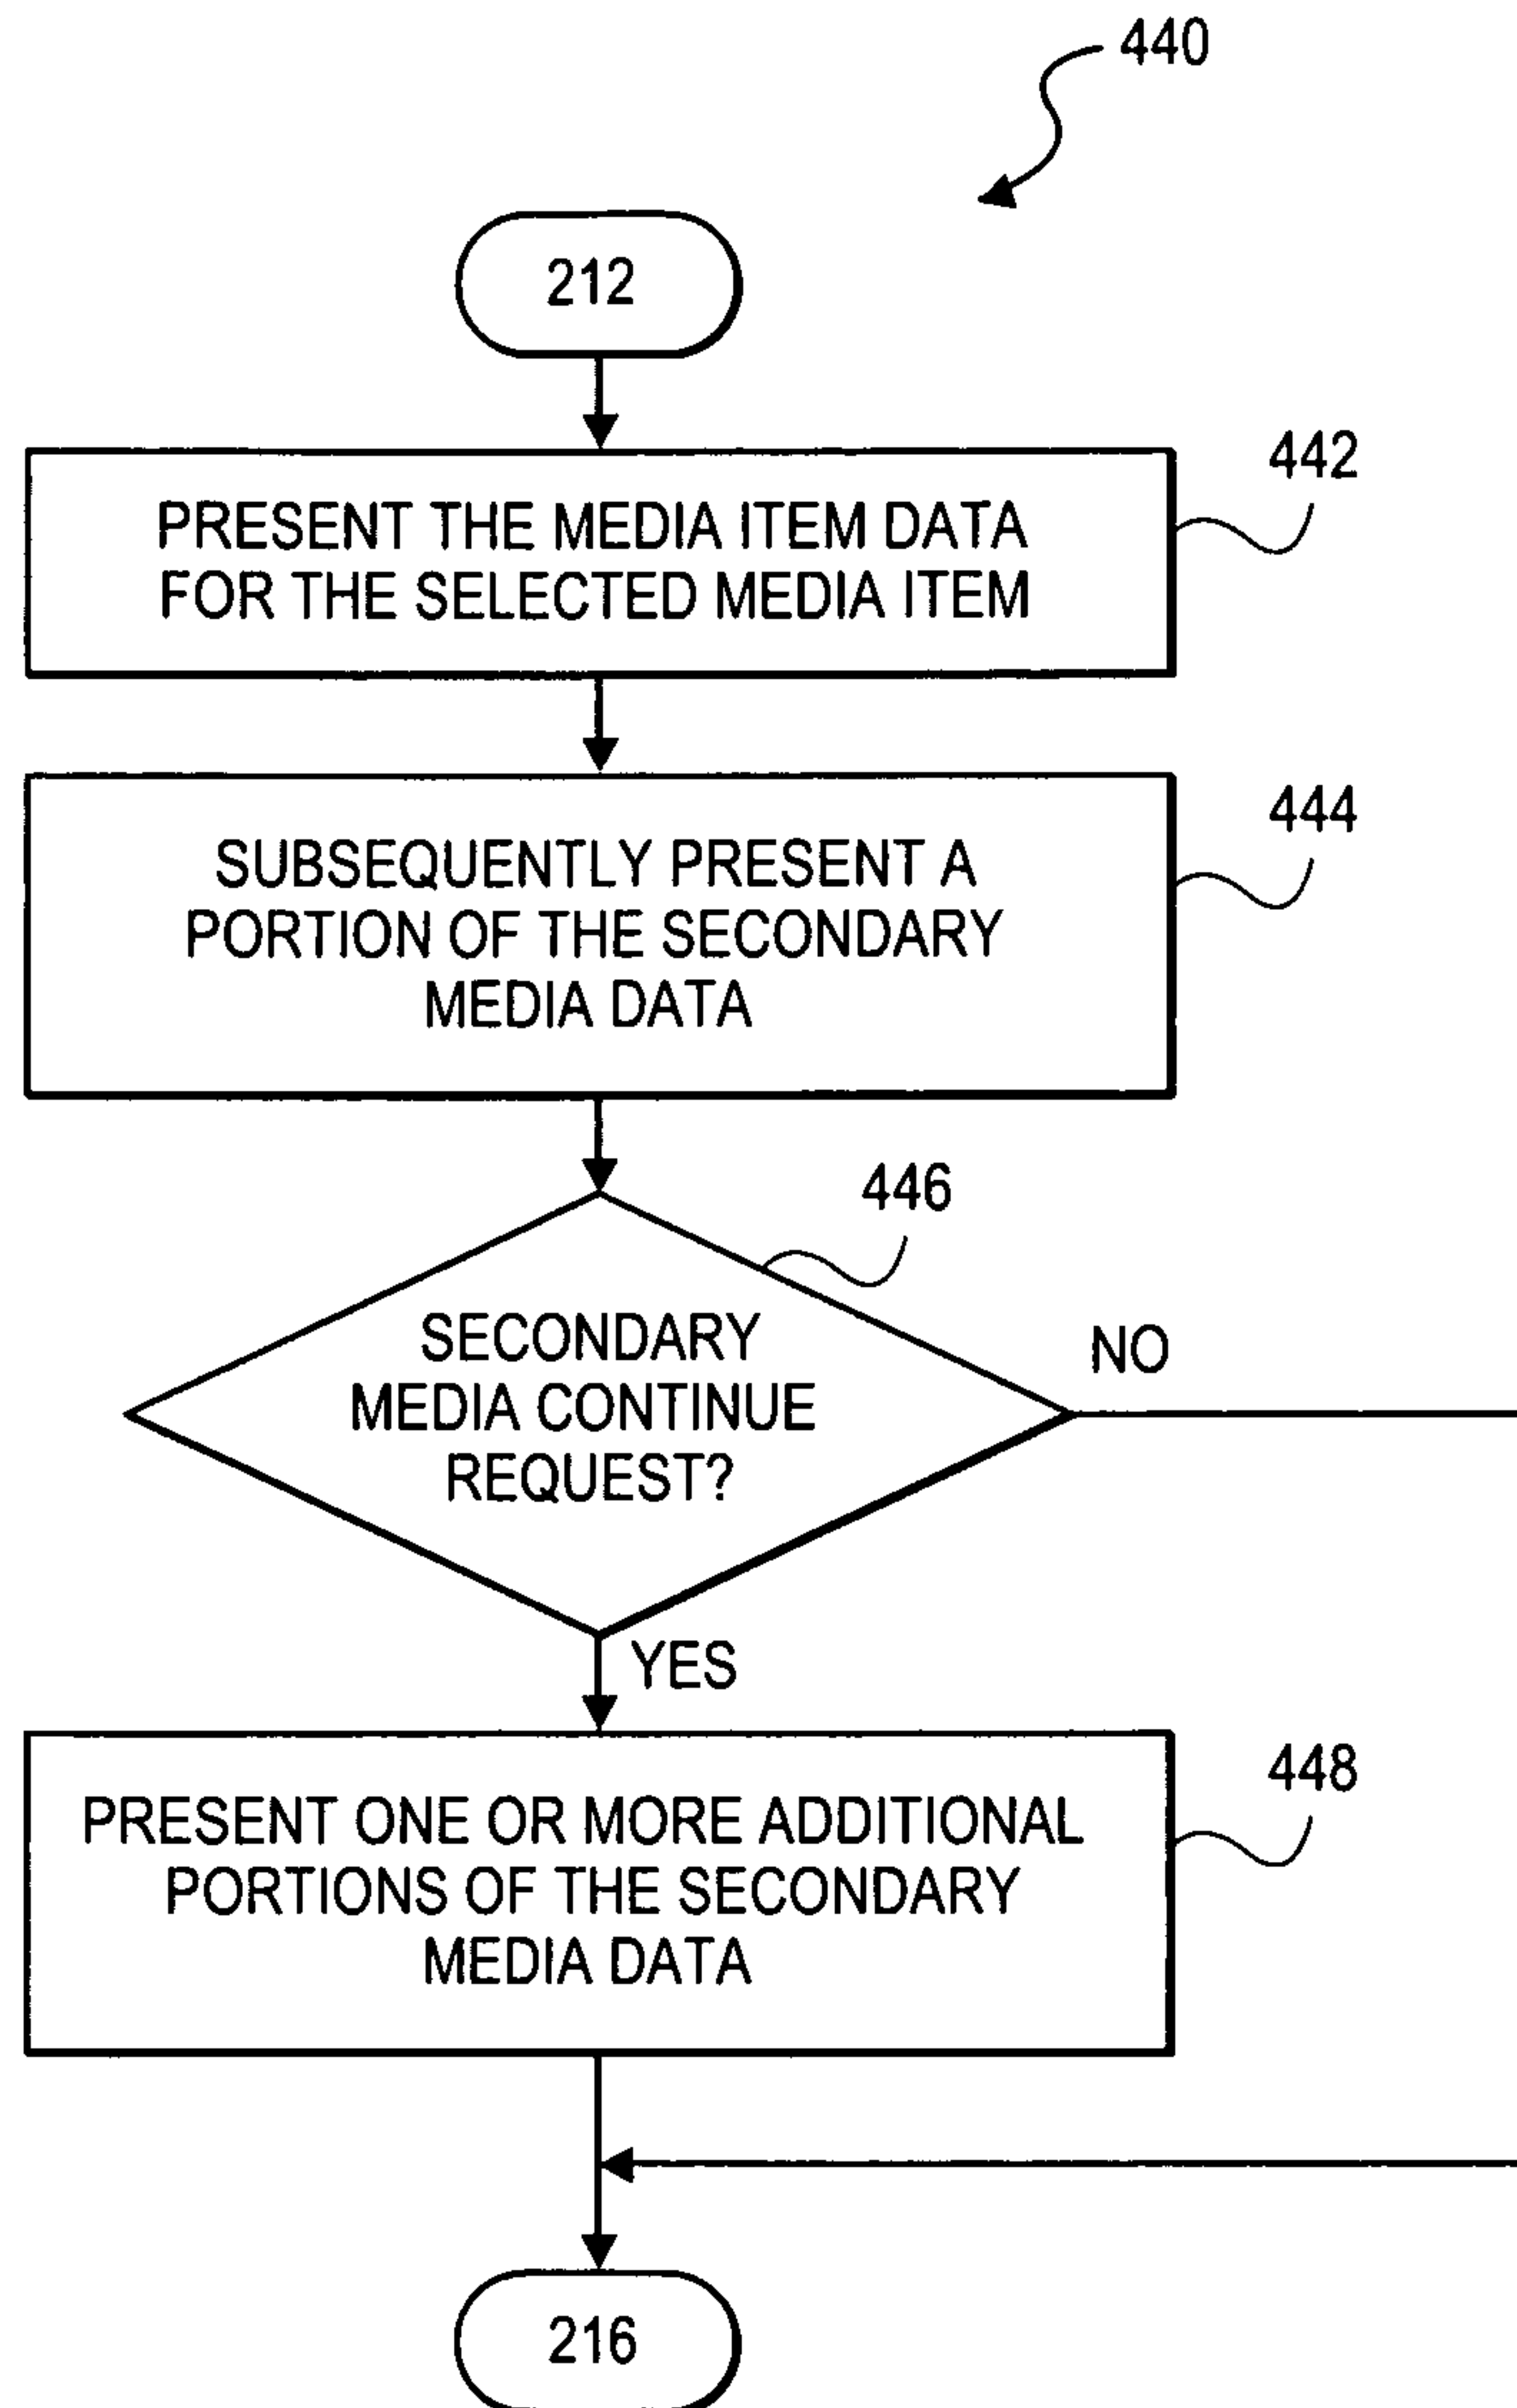 440
212
442
PRESENT THE MEDIA ITEM DATA
FOR THE SELECTED MEDIA ITEM
444
SUBSEQUENTLY PRESENT A
PORTION OF THE SECONDARY
MEDIA DATA
446
SECONDARY
MEDIA CONTINUE
REQUEST?
NO
YES
448
PRESENT ONE OR MORE ADDITIONAL
PORTIONS OF THE SECONDARY
MEDIA DATA
216